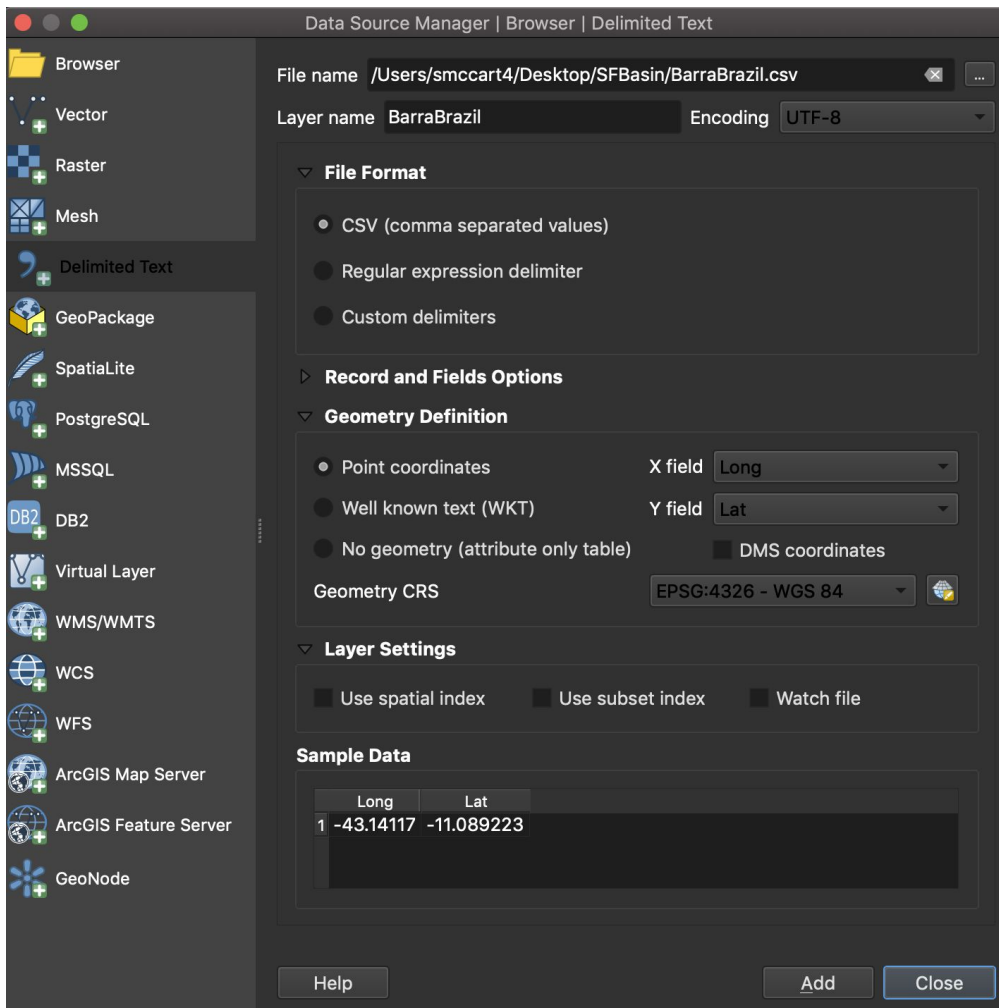 Data Source Manager | Browser | Delimited Text
Browser
Vector
Raster
Mesh
Delimited Text
GeoPackage
SpatiaLite
PostgreSQL
MSSQL
DB2 DB2
Virtual Layer
WMS/WMTS
WCS
WFS
ArcGIS Map Server
ArcGIS Feature Server
GeoNode
File name /Users/smccart4/Desktop/SFBasin/BarraBrazil.csv ...
Layer name BarraBrazil Encoding UTF-8
File Format
CSV (comma separated values)
Regular expression delimiter
Custom delimiters
Record and Fields Options
Geometry Definition
Point coordinates X field Long
Well known text (WKT) Y field Lat
No geometry (attribute only table) DMS coordinates
Geometry CRS EPSG:4326 - WGS 84
Layer Settings
Use spatial index Use subset index Watch file
Sample Data
Long Lat
1 -43.14117 -11.089223
Help Add Close